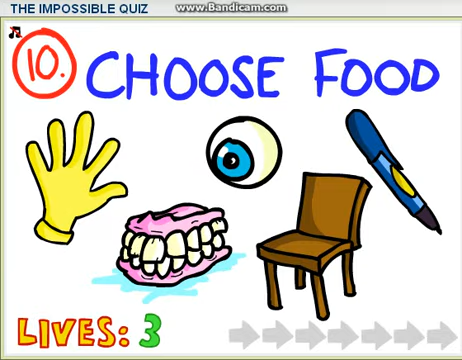 THE IMPOSSIBLE QUIZ
www.Bandicam.com
10.
CHOOSE FOOD
LIVES: 3